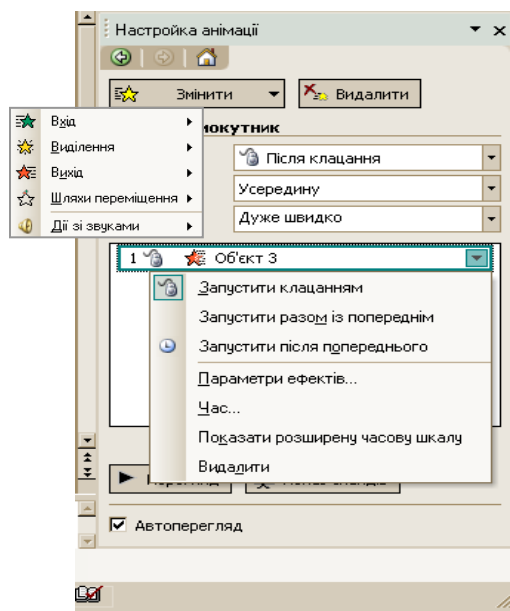 Настройка анімації
Змінити
Видалити
Вхід
Виділення
Вихід
Шляхи переміщення
Дії зі звуками
Після клацання
Усередину
Дуже швидко
1 Об'єкт 3
Запустити клацанням
Запустити разом із попереднім
Запустити після попереднього
Параметри ефектів...
Час...
Показати розширену часову шкалу
Видалити
Автоперегляд